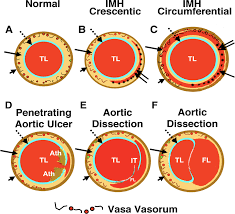 Normal
IMH
Crescentic
IMH
Circumferential
A
B
C
TL
TL
TL
Penetrating
Aortic Ulcer
Aortic
Dissection
Aortic
Dissection
D
E
F
Ath
TL
Ath
TL
IT
FL
TL
FL
Vasa Vasorum